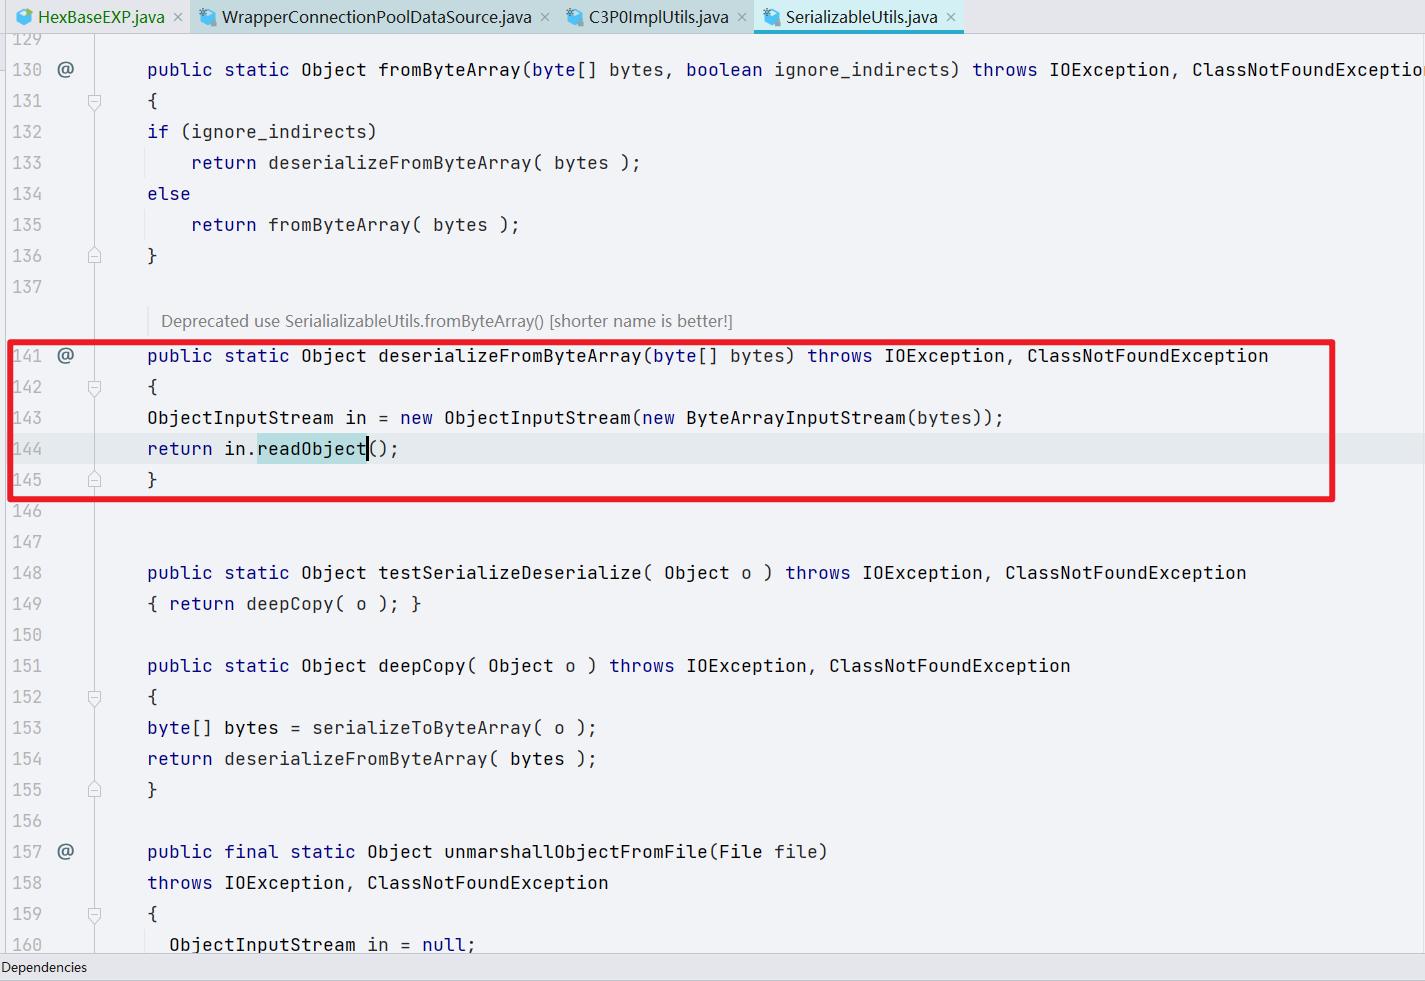 HexBaseEXP.java × WrapperConnectionPoolDataSource.java × C3P0ImplUtils.java × SerializableUtils.java ×
129
130 @ public static Object fromByteArray(byte[] bytes, boolean ignore_indirects) throws IOException, ClassNotFoundException
131 {
132 if (ignore_indirects)
133 return deserializeFromByteArray( bytes );
134 else
135 return fromByteArray( bytes );
136 }
137
Deprecated use SerialializableUtils.fromByteArray() [shorter name is better!]
141 @ public static Object deserializeFromByteArray(byte[] bytes) throws IOException, ClassNotFoundException
142 {
143 ObjectInputStream in = new ObjectInputStream(new ByteArrayInputStream(bytes));
144 return in.readObject();
145 }
146
147
148 public static Object testSerializeDeserialize( Object o ) throws IOException, ClassNotFoundException
149 { return deepCopy( o ); }
150
151 public static Object deepCopy( Object o ) throws IOException, ClassNotFoundException
152 {
153 byte[] bytes = serializeToByteArray( o );
154 return deserializeFromByteArray( bytes );
155 }
156
157 @ public final static Object unmarshallObjectFromFile(File file)
158 throws IOException, ClassNotFoundException
159 {
160 ObjectInputStream in = null;
Dependencies